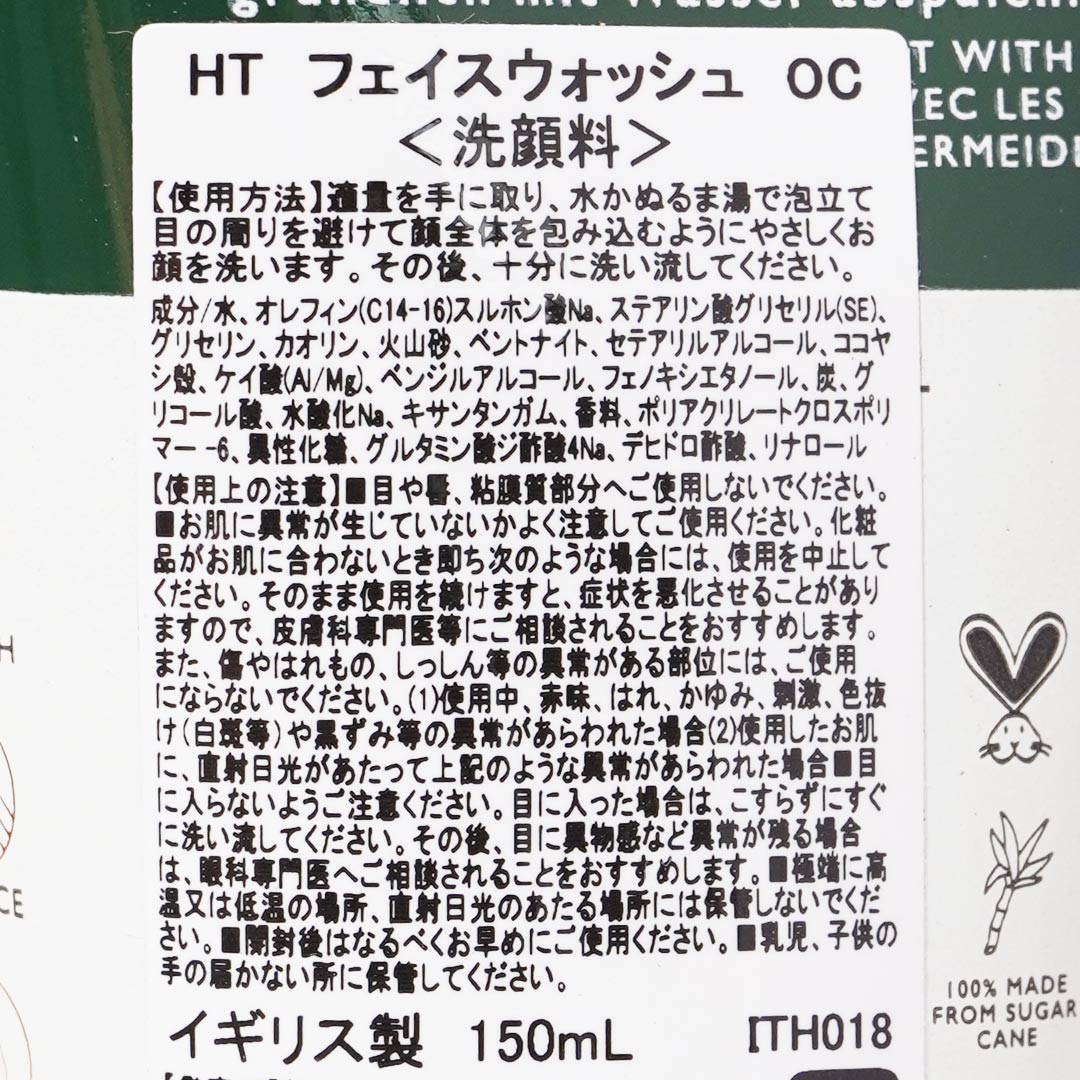 gründlich mit Wasser abspülen.
T WITH
VEC LES
ERMEIDE
HT フェイスウォッシュ OC
＜洗顔料＞
【使用方法】適量を手に取り、水かぬるま湯で泡立て
目の周りを避けて顔全体を包み込むようにやさしくお
顔を洗います。その後、十分に洗い流してください。
成分/水、オレフィン(C14-16)スルホン酸Na、ステアリン酸グリセリル(SE)、
グリセリン、カオリン、火山砂、ベントナイト、セテアリルアルコール、ココヤ
シ殻、ケイ酸(Al/Mg)、ベンジルアルコール、フェノキシエタノール、炭、グ
リコール酸、水酸化Na、キサンタンガム、香料、ポリアクリレートクロスポリ
マー-6、異性化糖、グルタミン酸ジ酢酸4Na、デヒドロ酢酸、リナロール
【使用上の注意】■目や唇、粘膜質部分へご使用しないでください。
■お肌に異常が生じていないかよく注意してご使用ください。化粧
品がお肌に合わないとき即ち次のような場合には、使用を中止して
ください。そのまま使用を続けますと、症状を悪化させることがあり
ますので、皮膚科専門医等にご相談されることをおすすめします。
また、傷やはれもの、しっしん等の異常がある部位には、ご使用
にならないでください。(1)使用中、赤味、はれ、かゆみ、刺激、色抜
け(白斑等)や黒ずみ等の異常があらわれた場合(2)使用したお肌
に、直射日光があたって上記のような異常があらわれた場合■目
に入らないようご注意ください。目に入った場合は、こすらずにすぐ
に洗い流してください。その後、目に異物感など異常が残る場合
は、眼科専門医へご相談されることをおすすめします。■極端に高
温又は低温の場所、直射日光のあたる場所には保管しないでくだ
さい。■開封後はなるべくお早めにご使用ください。■乳児、子供の
手の届かない所に保管してください。
イギリス製 150mL ITH018
H
CE
100% MADE
FROM SUGAR
CANE